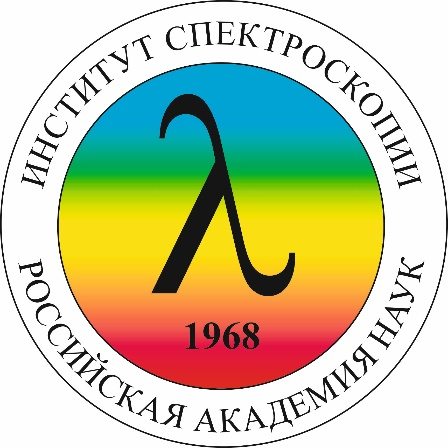 ИНСТИТУТ СПЕКТРОСКОПИИ
λ
1968
РОССИЙСКАЯ АКАДЕМИЯ НАУК